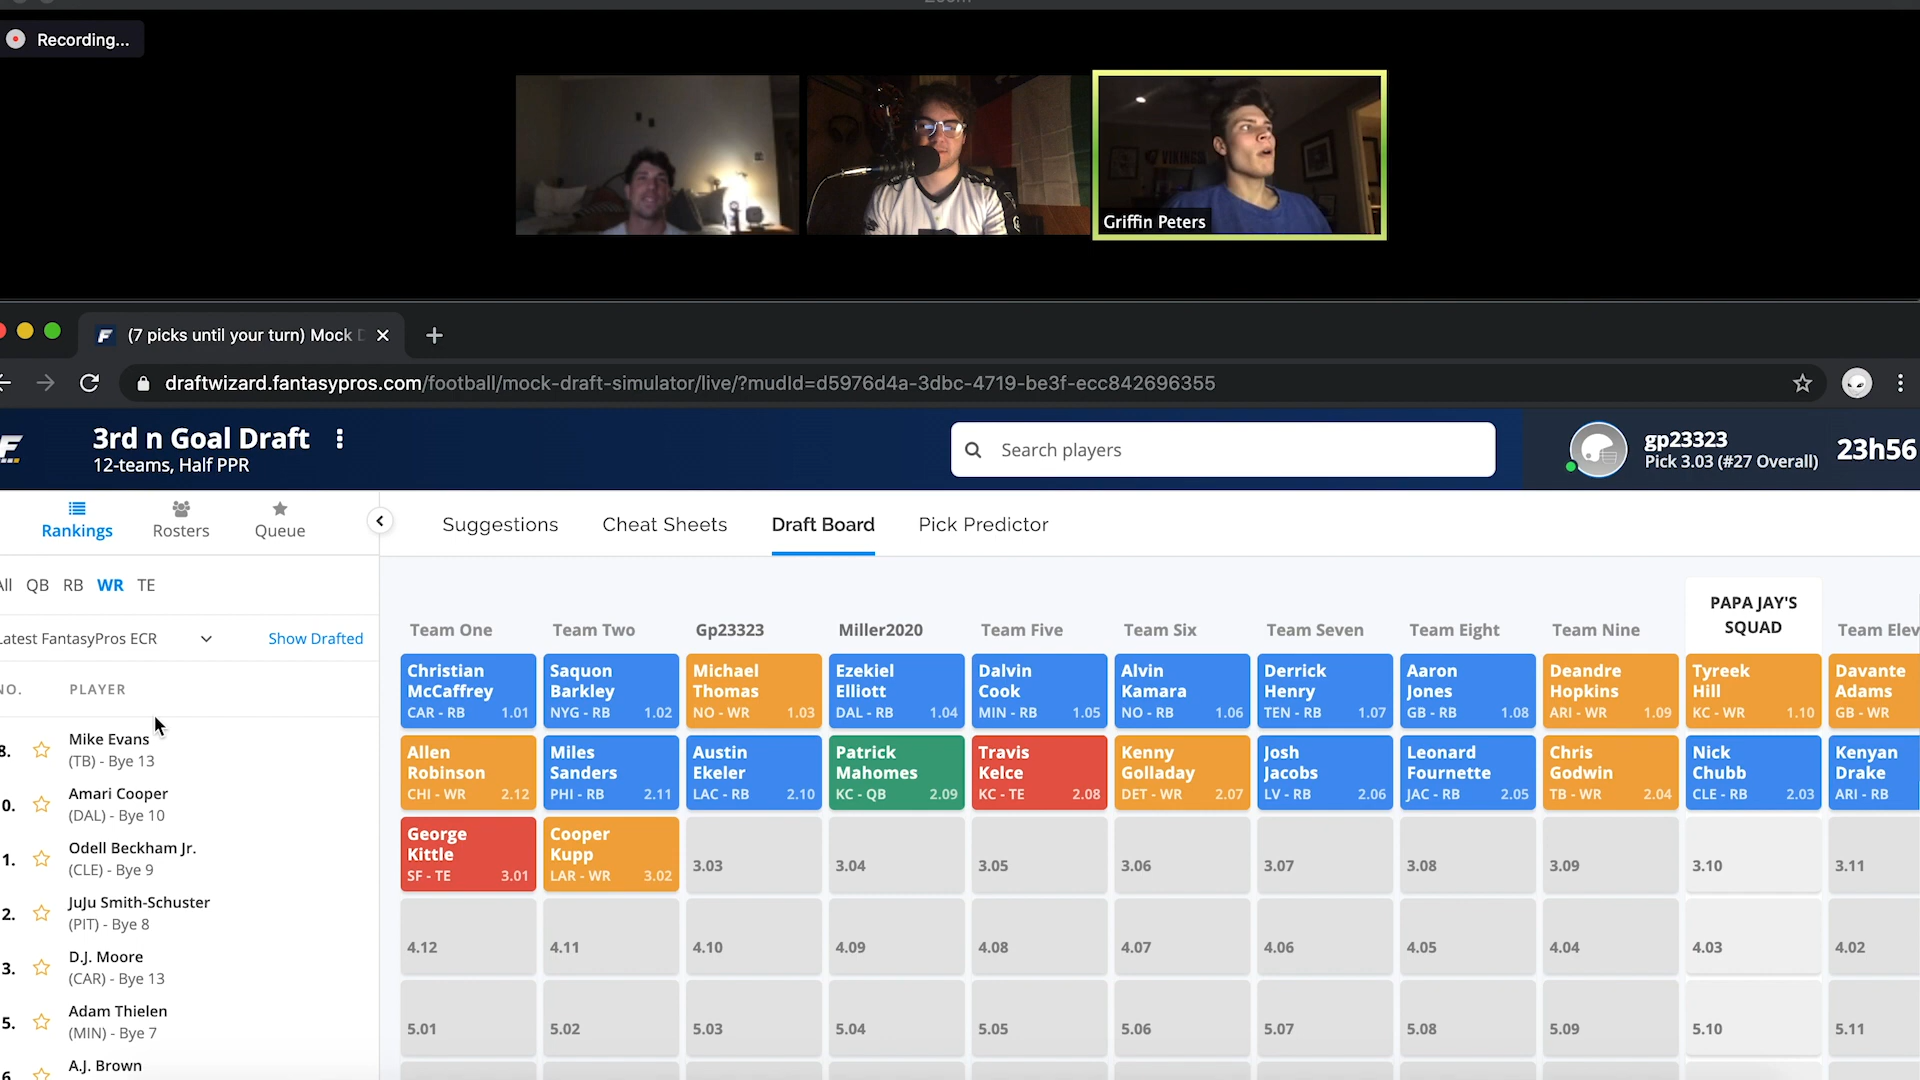 Zoom
Recording...
VIKINGS
Griffin Peters
(7 picks until your turn) Mock D
draftwizard.fantasypros.com/football/mock-draft-simulator/live/?mudId=d5976d4a-3dbc-4719-be3f-ecc842696355
3rd n Goal Draft
12-teams, Half PPR
Search players
gp23323
Pick 3.03 (#27 Overall)
23h56
Rankings Rosters Queue
Suggestions Cheat Sheets Draft Board Pick Predictor
All QB RB WR TE
Latest FantasyPros ECR Show Drafted
NO. PLAYER
8. Mike Evans
(TB) - Bye 13
0. Amari Cooper
(DAL) - Bye 10
1. Odell Beckham Jr.
(CLE) - Bye 9
2. JuJu Smith-Schuster
(PIT) - Bye 8
3. D.J. Moore
(CAR) - Bye 13
5. Adam Thielen
(MIN) - Bye 7
6. A.J. Brown
Team One Team Two Gp23323 Miller2020 Team Five Team Six Team Seven Team Eight Team Nine PAPA JAY'S SQUAD Team Elev
Christian McCaffrey CAR - RB 1.01
Saquon Barkley NYG - RB 1.02
Michael Thomas NO - WR 1.03
Ezekiel Elliott DAL - RB 1.04
Dalvin Cook MIN - RB 1.05
Alvin Kamara NO - RB 1.06
Derrick Henry TEN - RB 1.07
Aaron Jones GB - RB 1.08
Deandre Hopkins ARI - WR 1.09
Tyreek Hill KC - WR 1.10
Davante Adams GB - WR
Allen Robinson CHI - WR 2.12
Miles Sanders PHI - RB 2.11
Austin Ekeler LAC - RB 2.10
Patrick Mahomes KC - QB 2.09
Travis Kelce KC - TE 2.08
Kenny Golladay DET - WR 2.07
Josh Jacobs LV - RB 2.06
Leonard Fournette JAC - RB 2.05
Chris Godwin TB - WR 2.04
Nick Chubb CLE - RB 2.03
Kenyan Drake ARI - RB
George Kittle SF - TE 3.01
Cooper Kupp LAR - WR 3.02
3.03 3.04 3.05 3.06 3.07 3.08 3.09 3.10 3.11
4.12 4.11 4.10 4.09 4.08 4.07 4.06 4.05 4.04 4.03 4.02
5.01 5.02 5.03 5.04 5.05 5.06 5.07 5.08 5.09 5.10 5.11